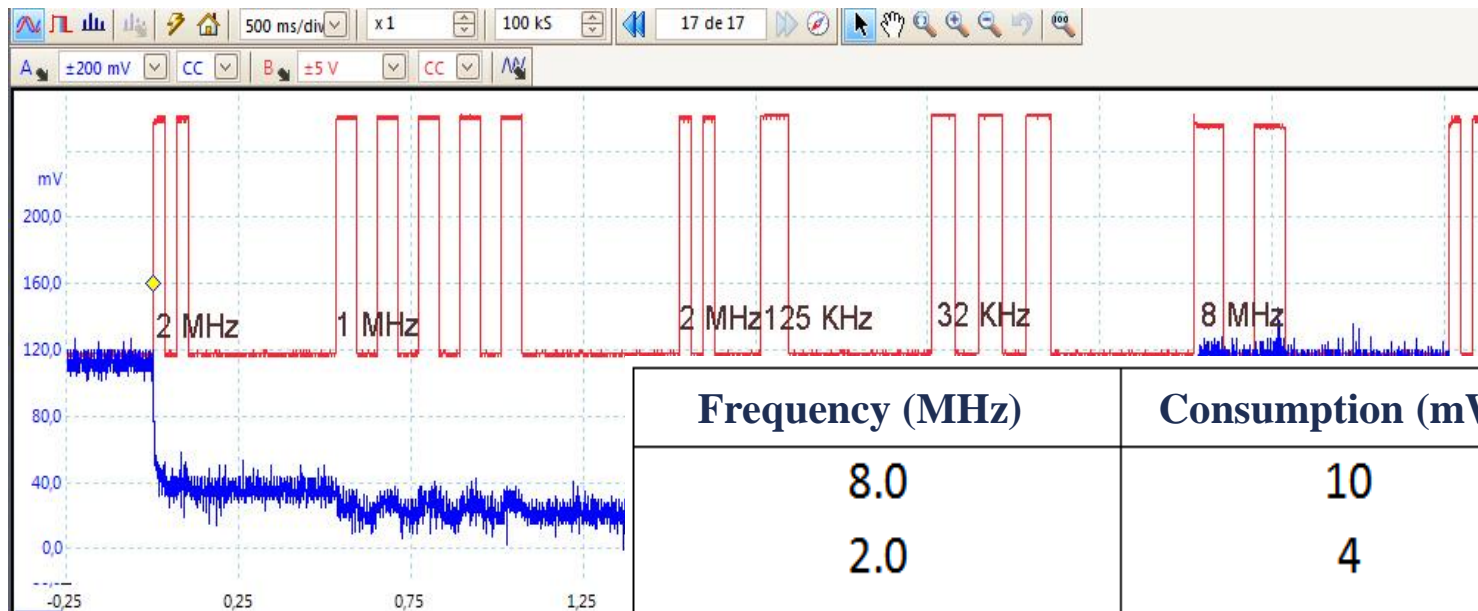 500 ms/div x 1 100 kS 17 de 17
A ±200 mV CC B ±5 V CC
mV
200,0
160,0
2 MHz 1 MHz 2 MHz 125 KHz 32 KHz 8 MHz
120,0
80,0
40,0
0,0
-0,25 0,25 0,75 1,25
Frequency (MHz) Consumption (mW
8.0 10
2.0 4